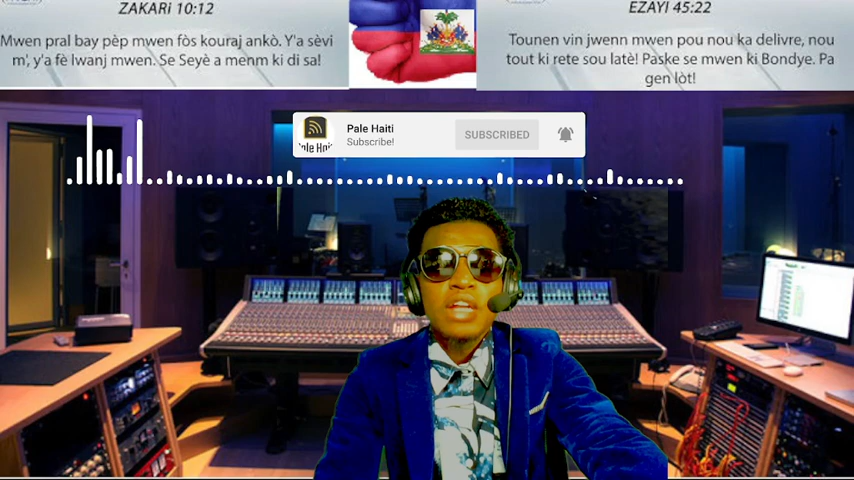 ZAKARi 10:12
Mwen pral bay pèp mwen fòs kouraj ankò. Y'a sèvi
m', y'a fè lwanj mwen. Se Seyè a menm ki di sa!
EZAYI 45:22
Tounen vin jwenn mwen pou nou ka delivre, nou
tout ki rete sou latè! Paske se mwen ki Bondye. Pa
gen lòt!
Pale Haiti
Subscribe!
SUBSCRIBED